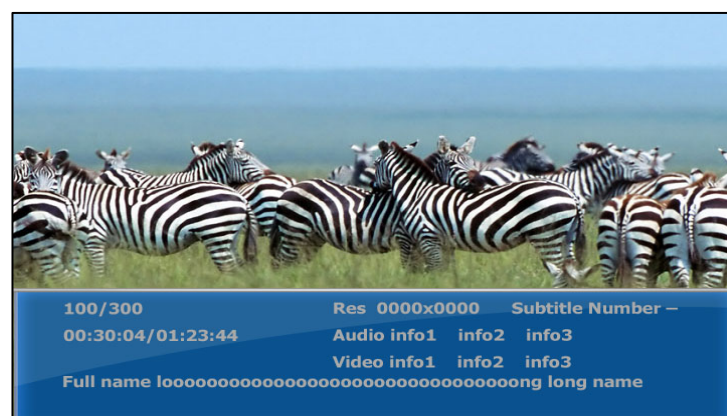 100/300 Res 0000x0000 Subtitle Number –
00:30:04/01:23:44 Audio info1 info2 info3
Video info1 info2 info3
Full name looooooooooooooooooooooooooooooooong long name